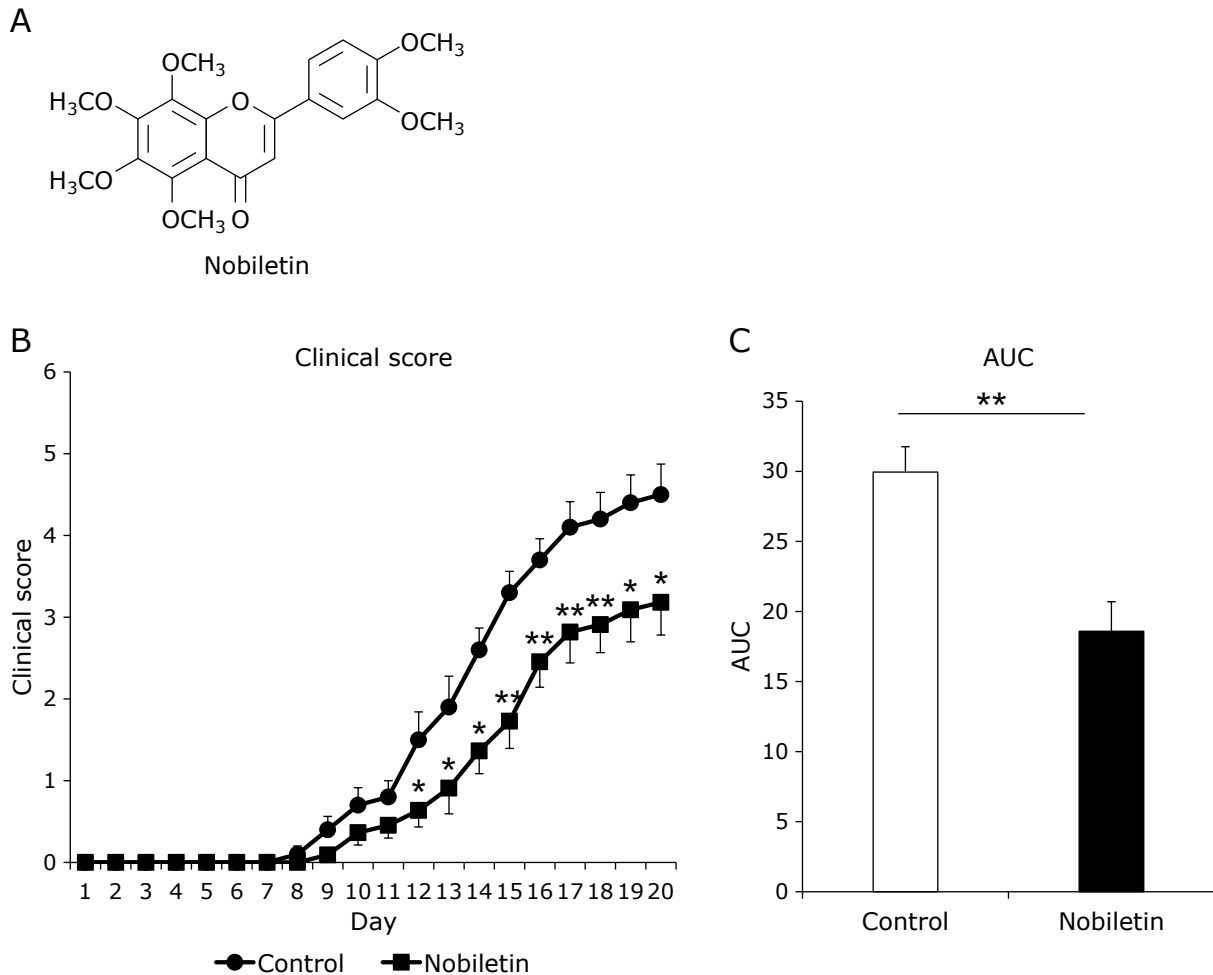 A
OCH3
OCH3
O
H3CO
OCH3
H3CO
OCH3
O
Nobiletin
B
Clinical score
6
5
4
3
2
1
0
Clinical score
**
**
*
*
**
**
*
*
*
*
1 2 3 4 5 6 7 8 9 10 11 12 13 14 15 16 17 18 19 20
Day
Control Nobiletin
C
AUC
**
35
30
25
20
15
10
5
0
AUC
Control Nobiletin